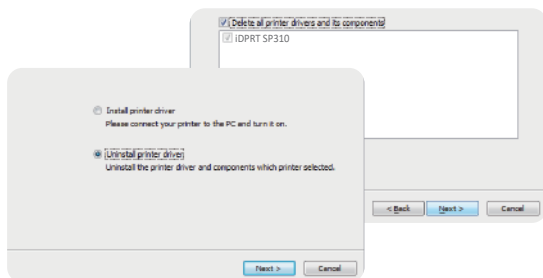 Delete all printer drivers and its components
iDPRT SP310
< Back Next > Cancel
Install printer driver
Please connect your printer to the PC and turn it on.
Uninstall printer driver
Uninstall the printer driver and components which printer selected.
Next > Cancel